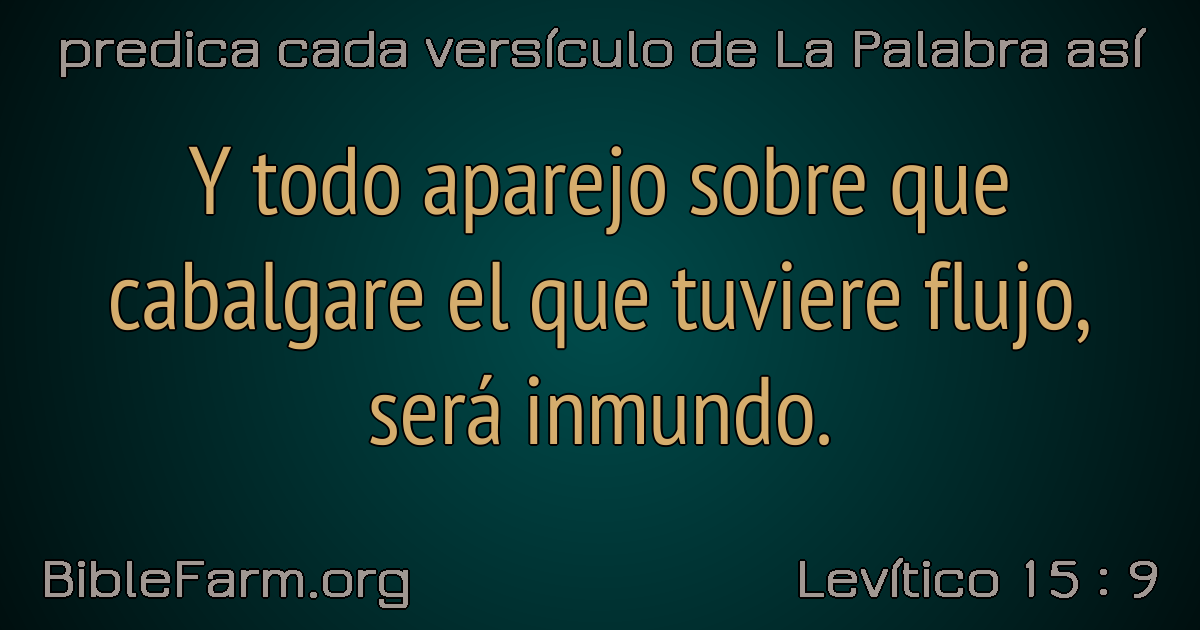 predica cada versículo de La Palabra así
Y todo aparejo sobre que
cabalgare el que tuviere flujo,
será inmundo.
BibleFarm.org
Levítico 15 : 9